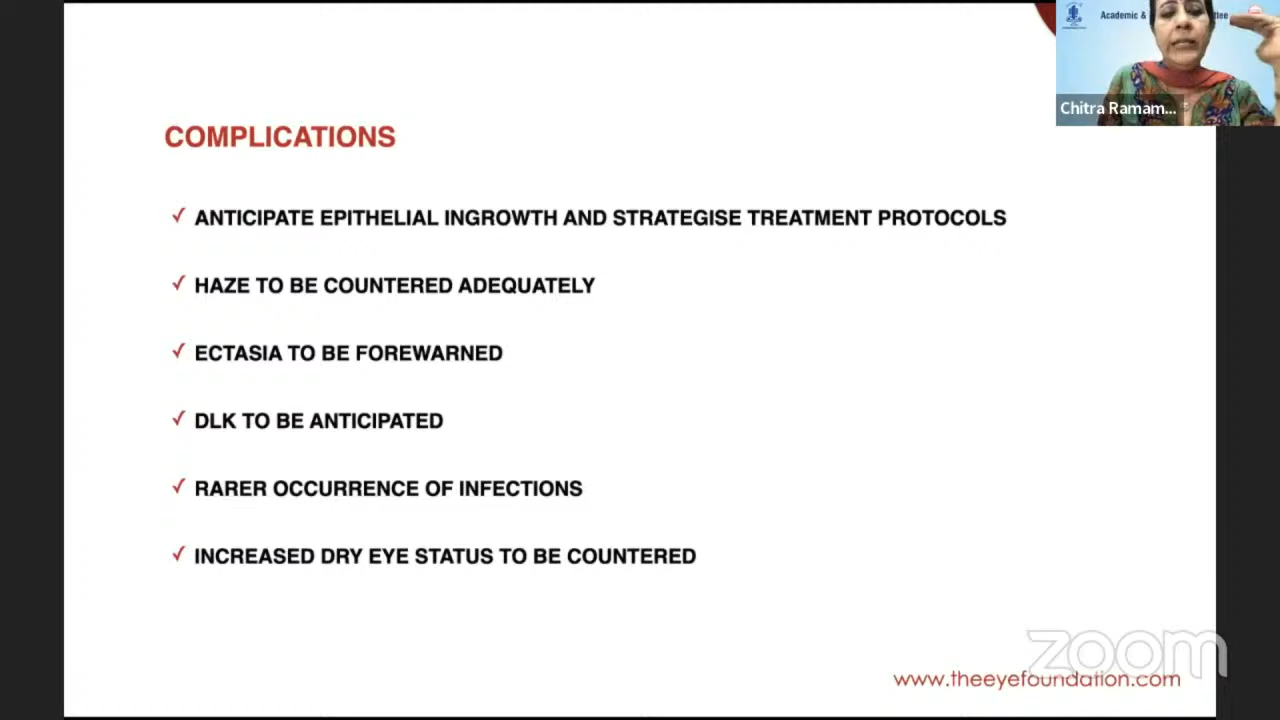 Academic &
ttee
Chitra Ramam...
COMPLICATIONS
✓ ANTICIPATE EPITHELIAL INGROWTH AND STRATEGISE TREATMENT PROTOCOLS
✓ HAZE TO BE COUNTERED ADEQUATELY
✓ ECTASIA TO BE FOREWARNED
✓ DLK TO BE ANTICIPATED
✓ RARER OCCURRENCE OF INFECTIONS
✓ INCREASED DRY EYE STATUS TO BE COUNTERED
zoom
www.theeyefoundation.com